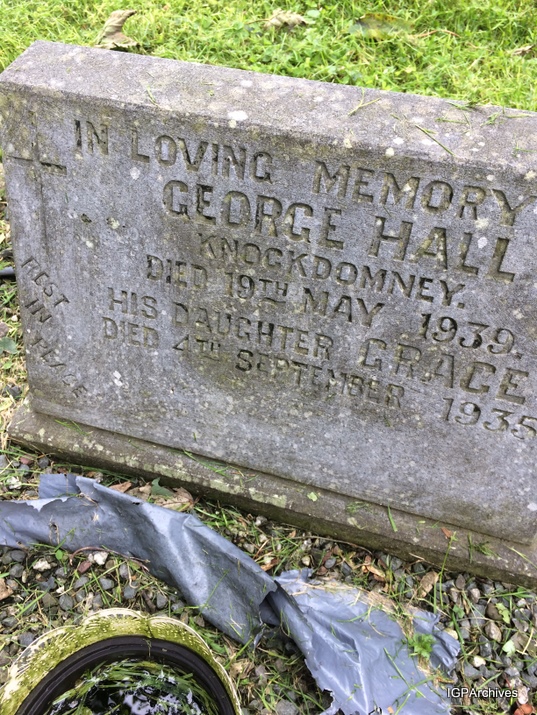 IN LOVING MEMORY
GEORGE HALL
KNOCKDOMNEY.
DIED 19TH MAY 1939.
HIS DAUGHTER GRACE
DIED 4TH SEPTEMBER 1935
REST
IN
PEACE
IGPArchives